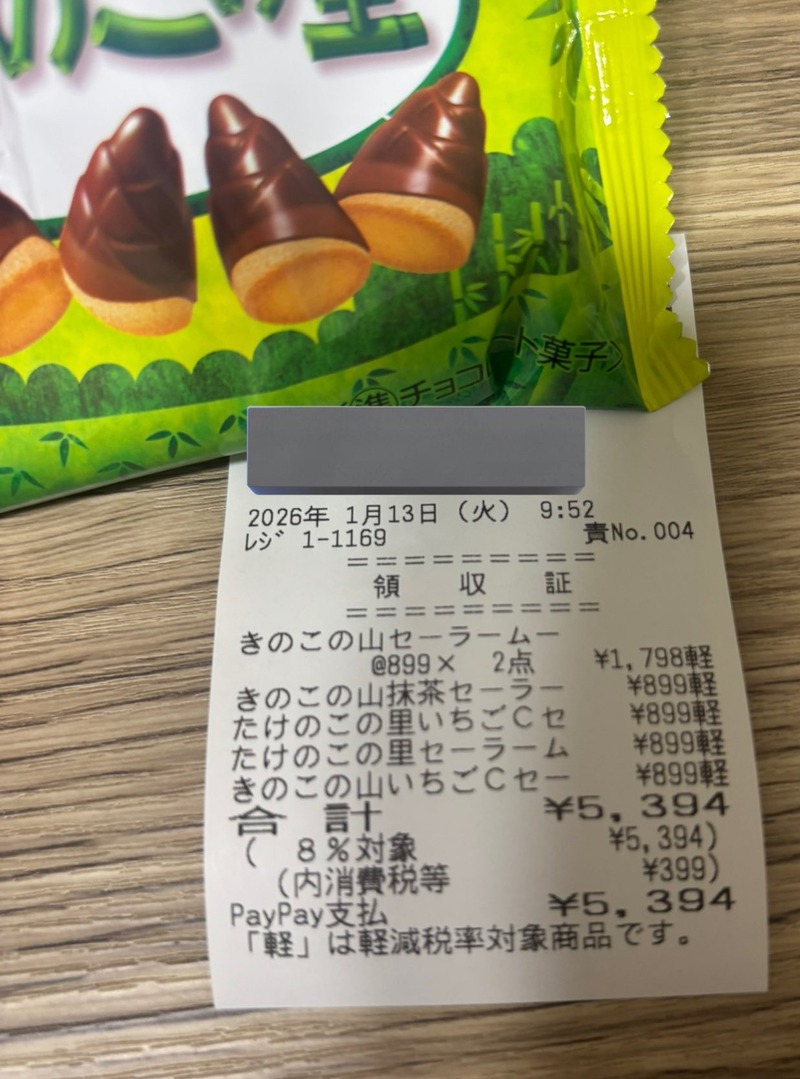 チョコ
ート菓子〉
2026年 1月13日（火） 9:52
レジ 1-1169 責No.004
=========
領 収 証
=========
きのこの山セーラームー
@899× 2点 ¥1,798軽
きのこの山抹茶セーラー ¥899軽
たけのこの里いちごCセ ¥899軽
たけのこの里セーラーム ¥899軽
きのこの山いちごCセー ¥899軽
合 計 ¥5,394
( 8%対象 ¥5,394)
(内消費税等 ¥399)
PayPay支払 ¥5,394
「軽」は軽減税率対象商品です。